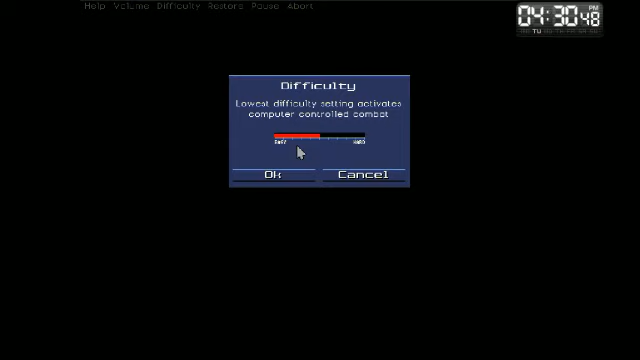 Help Volume Difficulty Restore Pause Abort
04:30 48 PM
TU
Difficulty
Lowest difficulty setting activates
computer controlled combat
EASY HARD
Ok Cancel